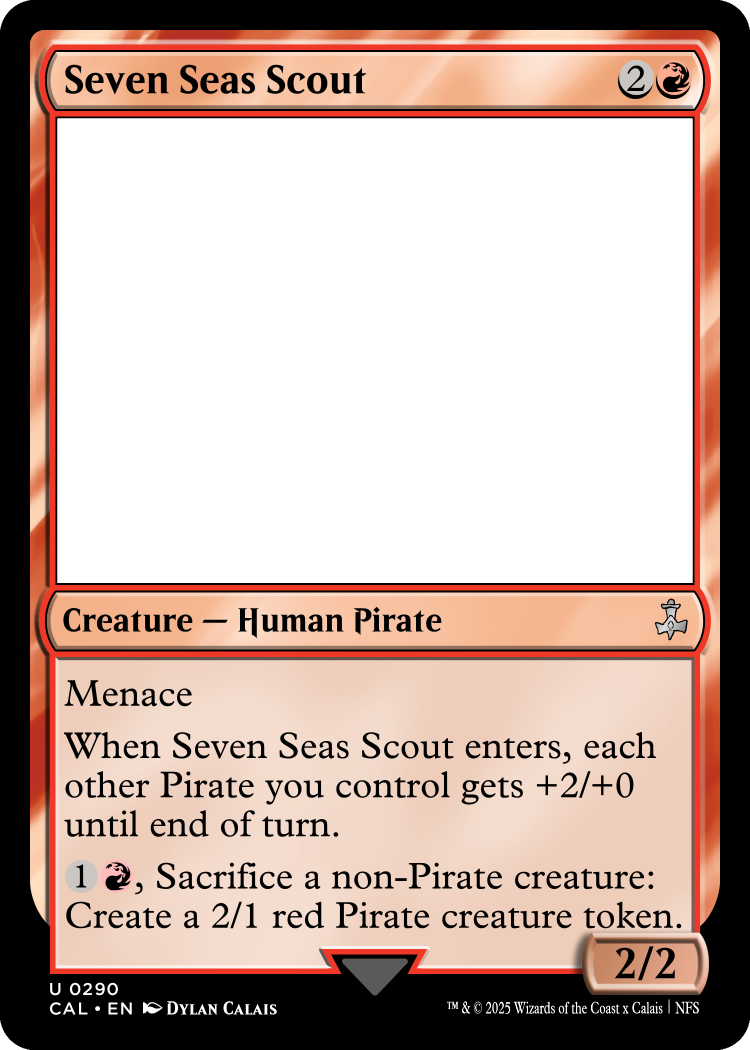 Seven Seas Scout 2
Creature — Human Pirate
Menace
When Seven Seas Scout enters, each
other Pirate you control gets +2/+0
until end of turn.
1 , Sacrifice a non-Pirate creature:
Create a 2/1 red Pirate creature token.
2/2
U 0290
CAL • EN Dylan Calais
™ & © 2025 Wizards of the Coast x Calais | NFS